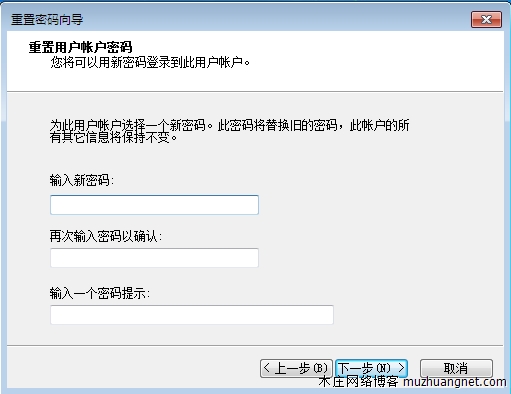 重置密码向导
重置用户帐户密码
您将可以用新密码登录到此用户帐户。
为此用户帐户选择一个新密码。此密码将替换旧的密码，此帐户的所
有其它信息将保持不变。
输入新密码:
再次输入密码以确认:
输入一个密码提示:
< 上一步(B)
下一步(N) >
取消
木庄网络博客 muzhuangnet.com